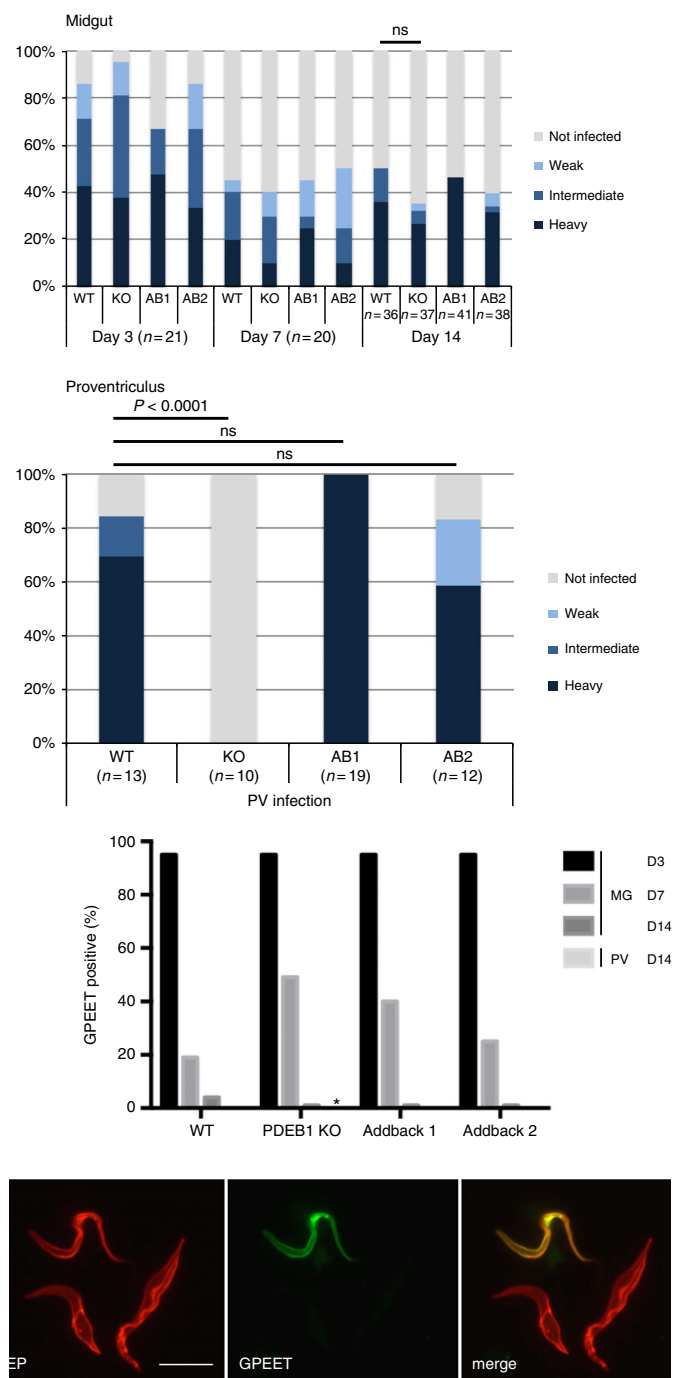 Midgut
ns
100%
80%
60%
40%
20%
0%
Not infected
Weak
Intermediate
Heavy
WT KO AB1 AB2 WT KO AB1 AB2 WT KO AB1 AB2
n=36 n=37 n=41 n=38
Day 3 (n=21) Day 7 (n=20) Day 14
Proventriculus
P < 0.0001
ns
ns
100%
80%
60%
40%
20%
0%
Not infected
Weak
Intermediate
Heavy
WT KO AB1 AB2
(n=13) (n=10) (n=19) (n=12)
PV infection
GPEET positive (%)
100
80
60
40
20
0
D3
MG D7
D14
PV D14
*
WT PDEB1 KO Addback 1 Addback 2
EP GPEET merge